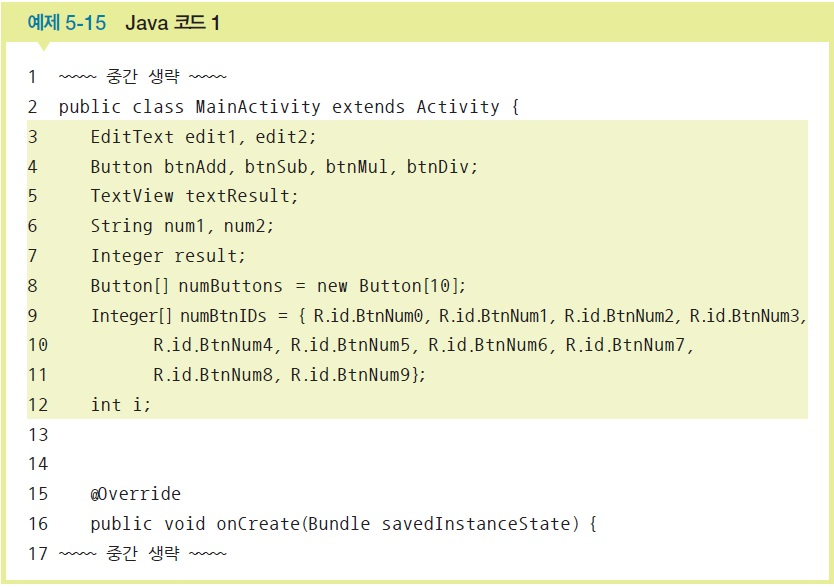 예제 5-15 Java 코드 1
1 ~~~~ 중간 생략 ~~~~
2 public class MainActivity extends Activity {
3 EditText edit1, edit2;
4 Button btnAdd, btnSub, btnMul, btnDiv;
5 TextView textResult;
6 String num1, num2;
7 Integer result;
8 Button[] numButtons = new Button[10];
9 Integer[] numBtnIDs = { R.id.BtnNum0, R.id.BtnNum1, R.id.BtnNum2, R.id.BtnNum3,
10 R.id.BtnNum4, R.id.BtnNum5, R.id.BtnNum6, R.id.BtnNum7,
11 R.id.BtnNum8, R.id.BtnNum9};
12 int i;
13
14
15 @Override
16 public void onCreate(Bundle savedInstanceState) {
17 ~~~~ 중간 생략 ~~~~